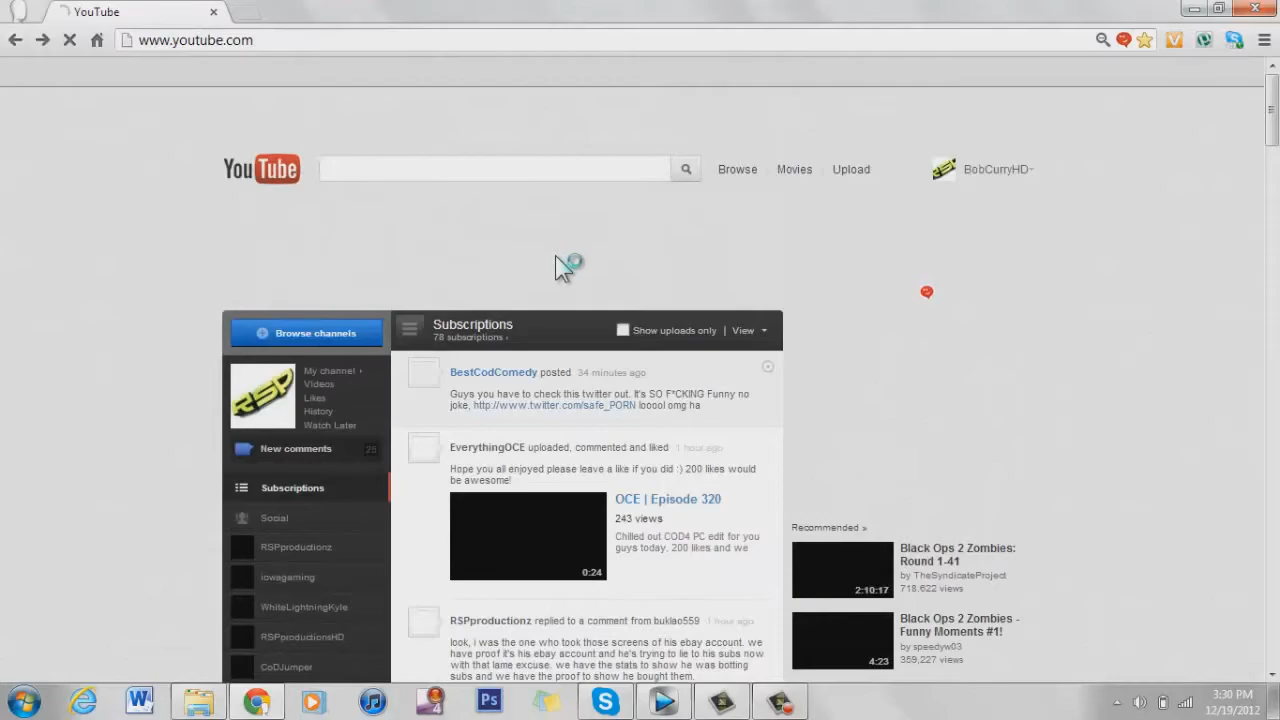 YouTube
www.youtube.com
YouTube
Browse
Movies
Upload
BobCurryHD
Browse channels
My channel ›
Videos
Likes
History
Watch Later
New comments
25
Subscriptions
Social
RSPproductionz
iowagaming
WhiteLightningKyle
RSPproductionsHD
CoDJumper
Subscriptions
78 subscriptions ›
Show uploads only | View
BestCodComedy posted 34 minutes ago
Guys you have to check this twitter out. It's SO F*CKING Funny no
joke, http://www.twitter.com/safe_PORN loool omg ha
EverythingOCE uploaded, commented and liked 1 hour ago
Hope you all enjoyed please leave a like if you did :) 200 likes would
be awesome!
0:24
OCE | Episode 320
243 views
Chilled out COD4 PC edit for you
guys today. 200 likes and we
RSPproductionz replied to a comment from buklao559 1 hour ago
look, i was the one who took those screens of his ebay account. we
have proof it's his ebay account and he's trying to lie to his subs now
with that lame excuse. we have the stats to show he was botting
subs and we have the proof to show he bought them.
Recommended »
2:10:17
Black Ops 2 Zombies:
Round 1-41
by TheSyndicateProject
718,622 views
4:23
Black Ops 2 Zombies -
Funny Moments #1!
by speedyw03
359,227 views
3:30 PM
12/19/2012